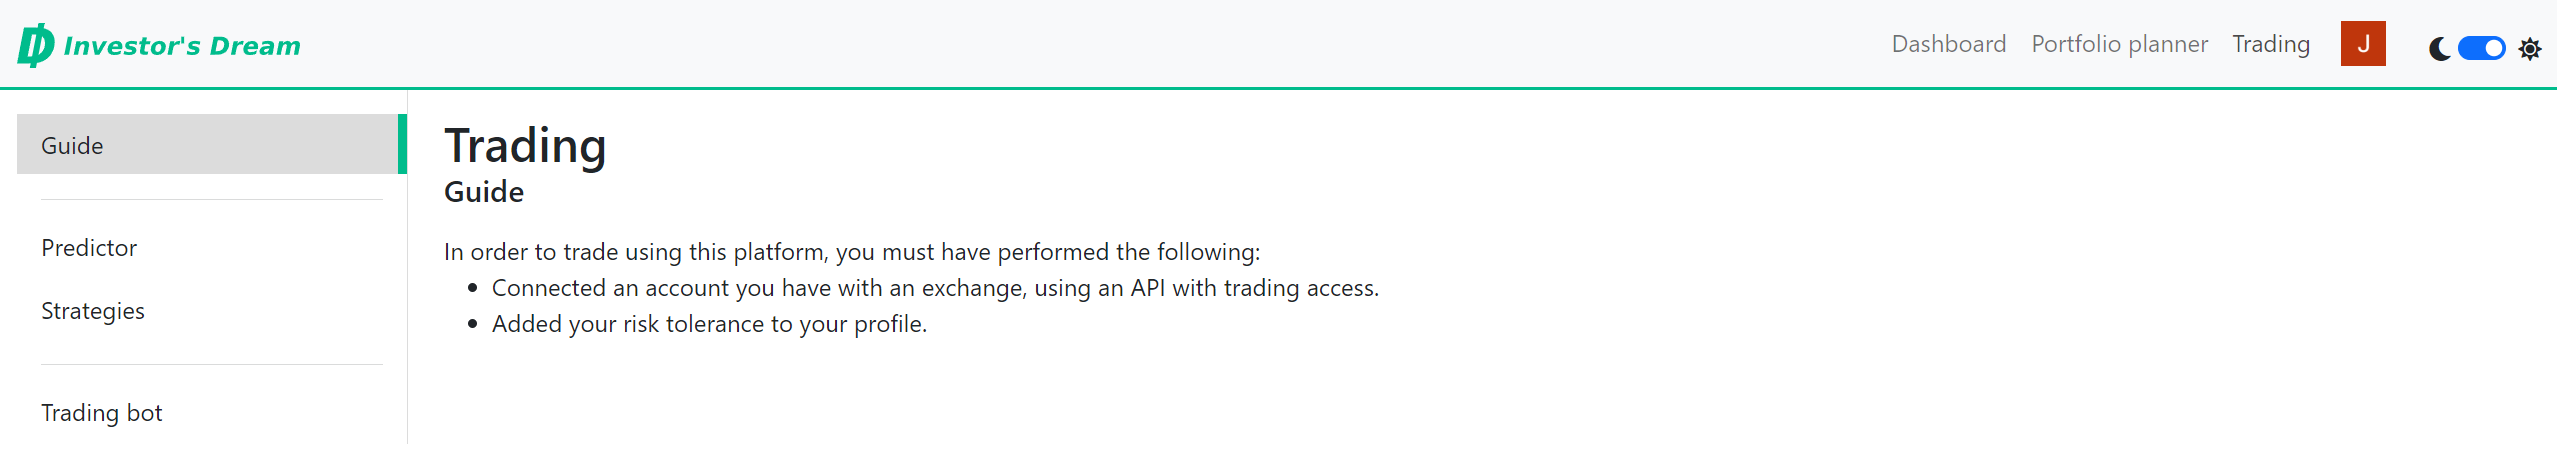 Investor's Dream
Dashboard Portfolio planner Trading J
Guide
Predictor
Strategies
Trading bot
Trading
Guide
In order to trade using this platform, you must have performed the following:
• Connected an account you have with an exchange, using an API with trading access.
• Added your risk tolerance to your profile.